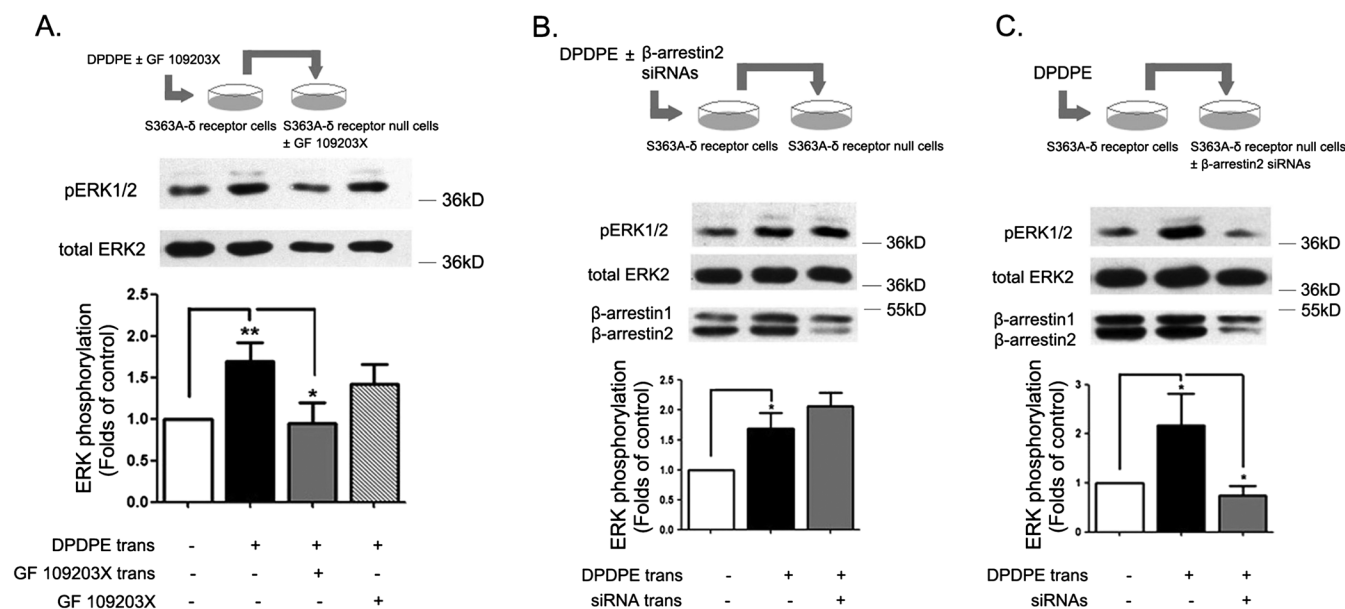 A.
DPDPE ± GF 109203X
S363A-δ receptor cells
S363A-δ receptor null cells
± GF 109203X
pERK1/2
36kD
total ERK2
36kD
ERK phosphorylation
(Folds of control)
2.5
2.0
1.5
1.0
0.5
0.0
**
*
DPDPE trans - + + +
GF 109203X trans - - + -
GF 109203X - - - +
B.
DPDPE ± β-arrestin2
siRNAs
S363A-δ receptor cells
S363A-δ receptor null cells
pERK1/2
36kD
total ERK2
36kD
55kD
β-arrestin1
β-arrestin2
ERK phosphorylation
(Folds of control)
2.5
2.0
1.5
1.0
0.5
0.0
*
DPDPE trans - + +
siRNA trans - - +
C.
DPDPE
S363A-δ receptor cells
S363A-δ receptor null cells
± β-arrestin2 siRNAs
pERK1/2
36kD
total ERK2
36kD
55kD
β-arrestin1
β-arrestin2
ERK phosphorylation
(Folds of control)
3
2
1
0
*
*
DPDPE trans - + +
siRNAs - - +